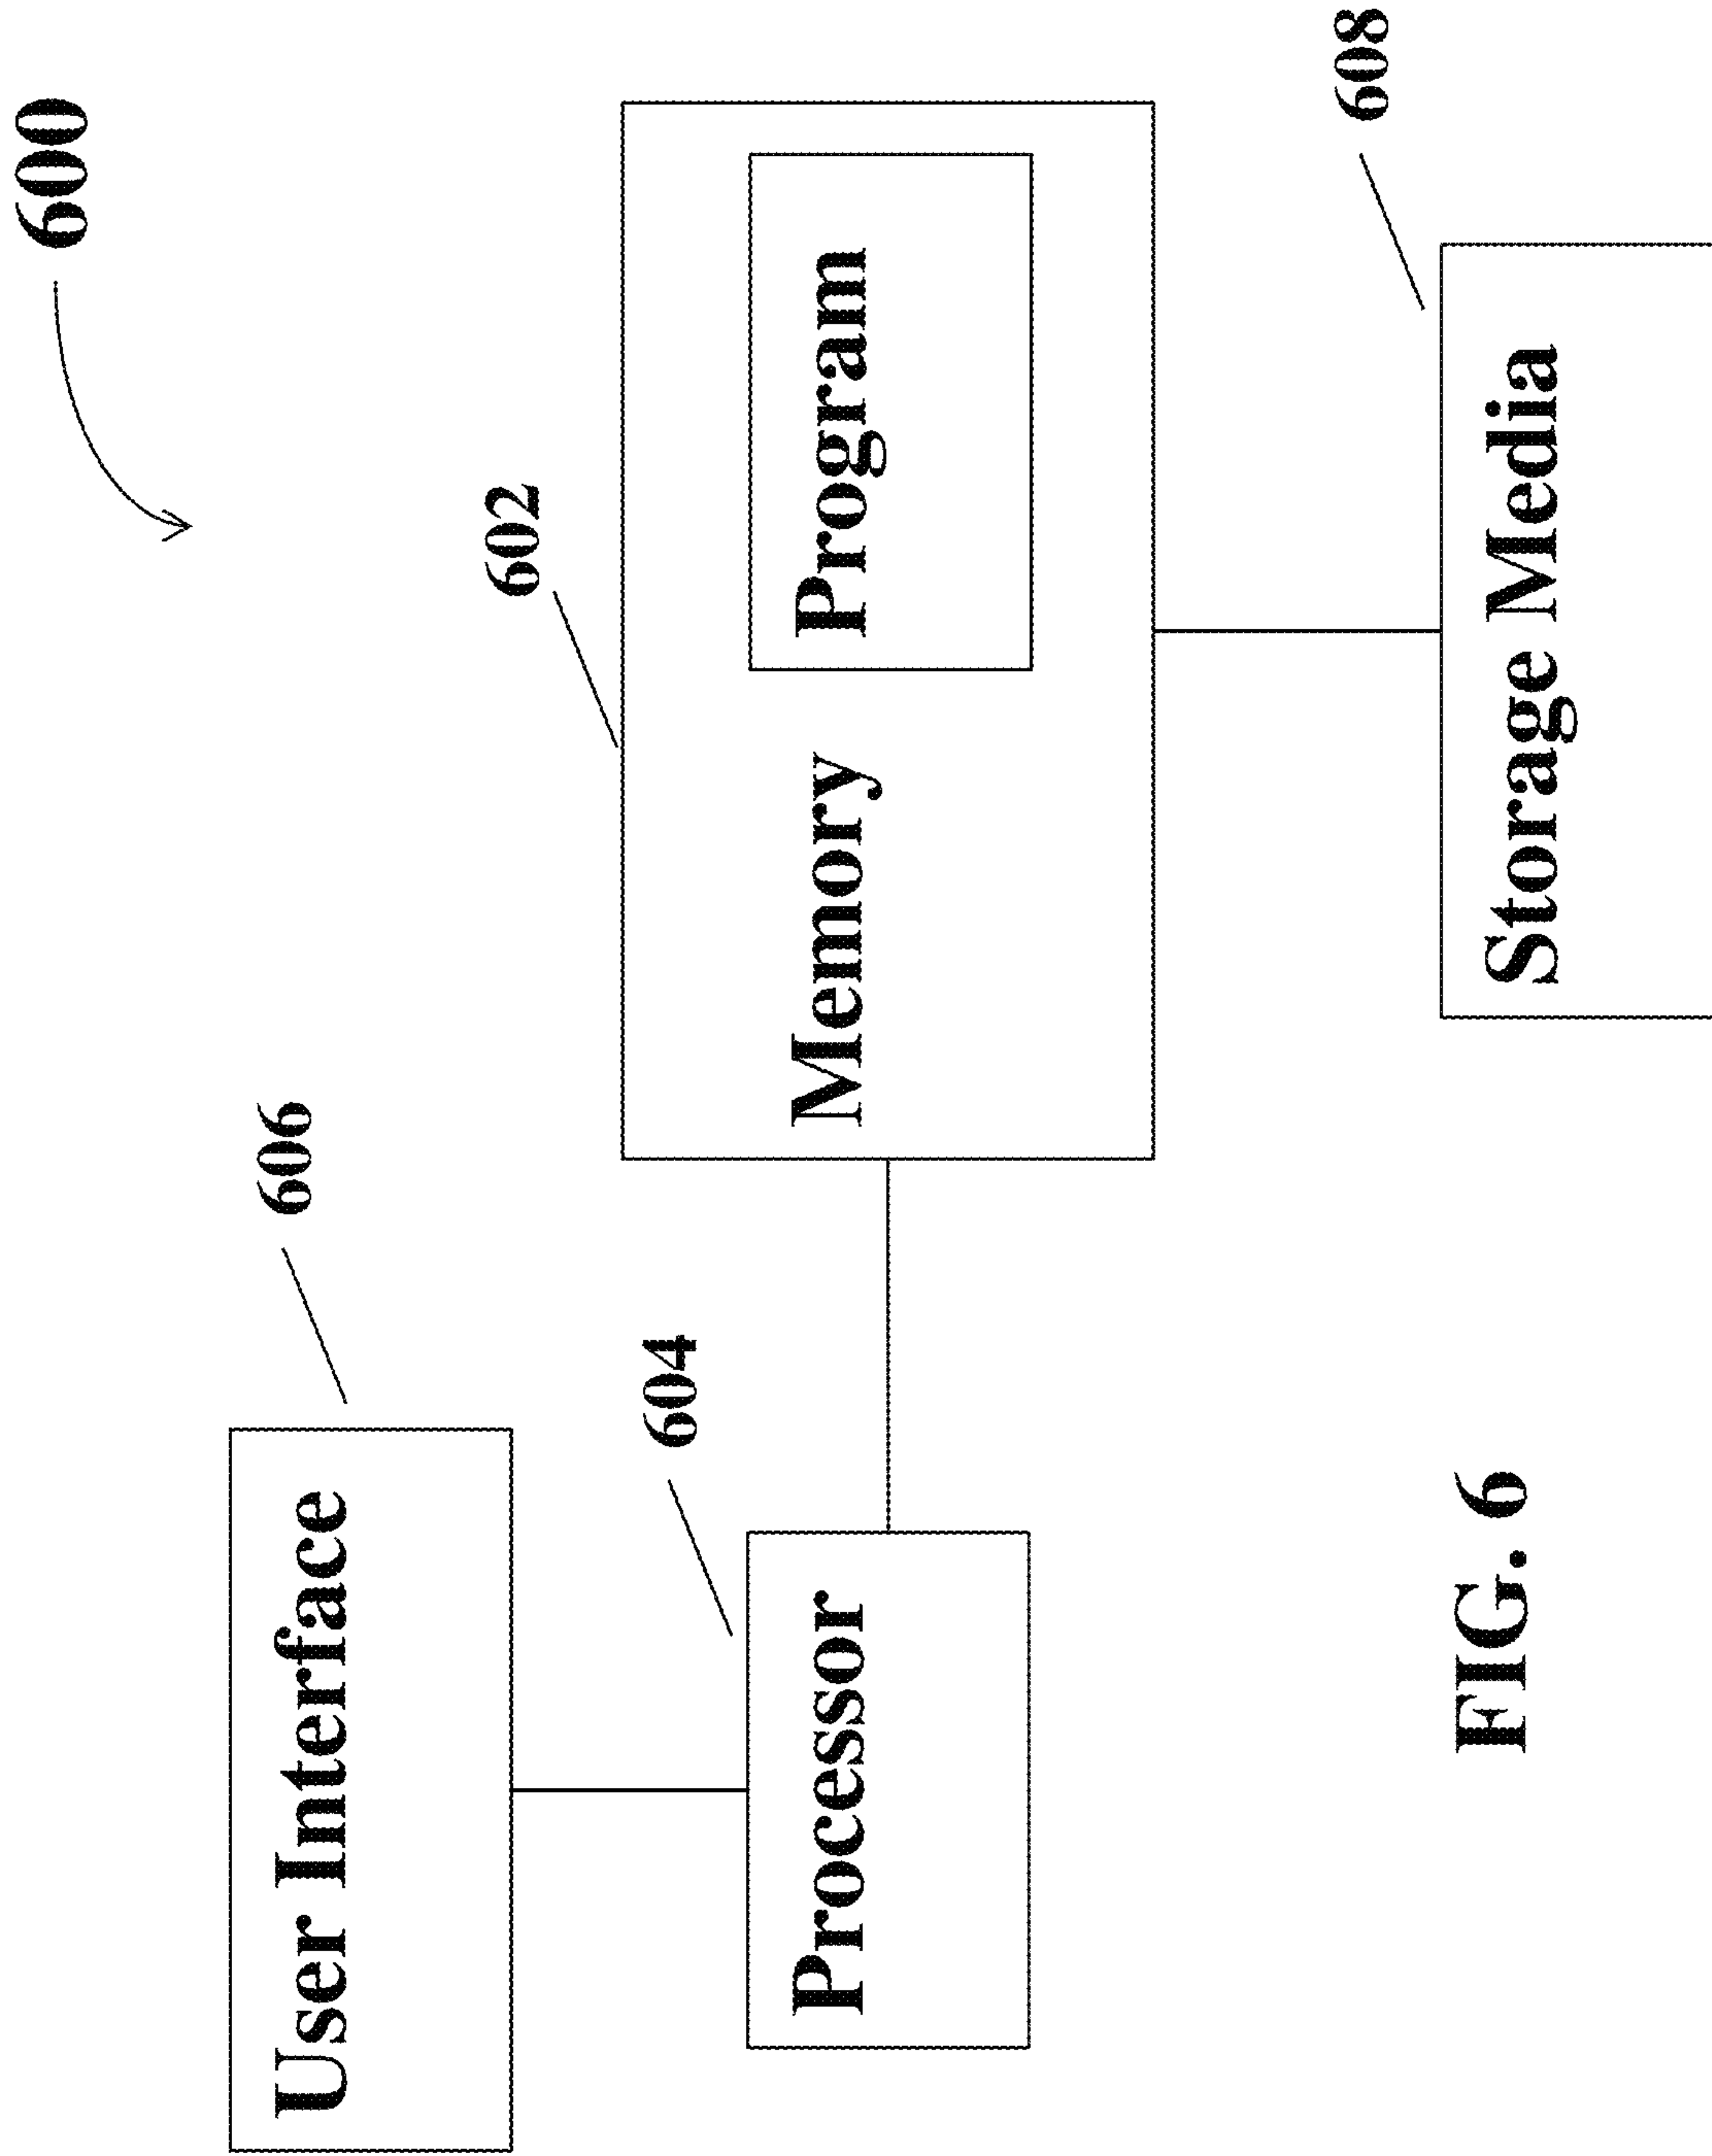 600
User Interface
606
602
604
Processor
Memory
Program
608
Storage Media
FIG. 6